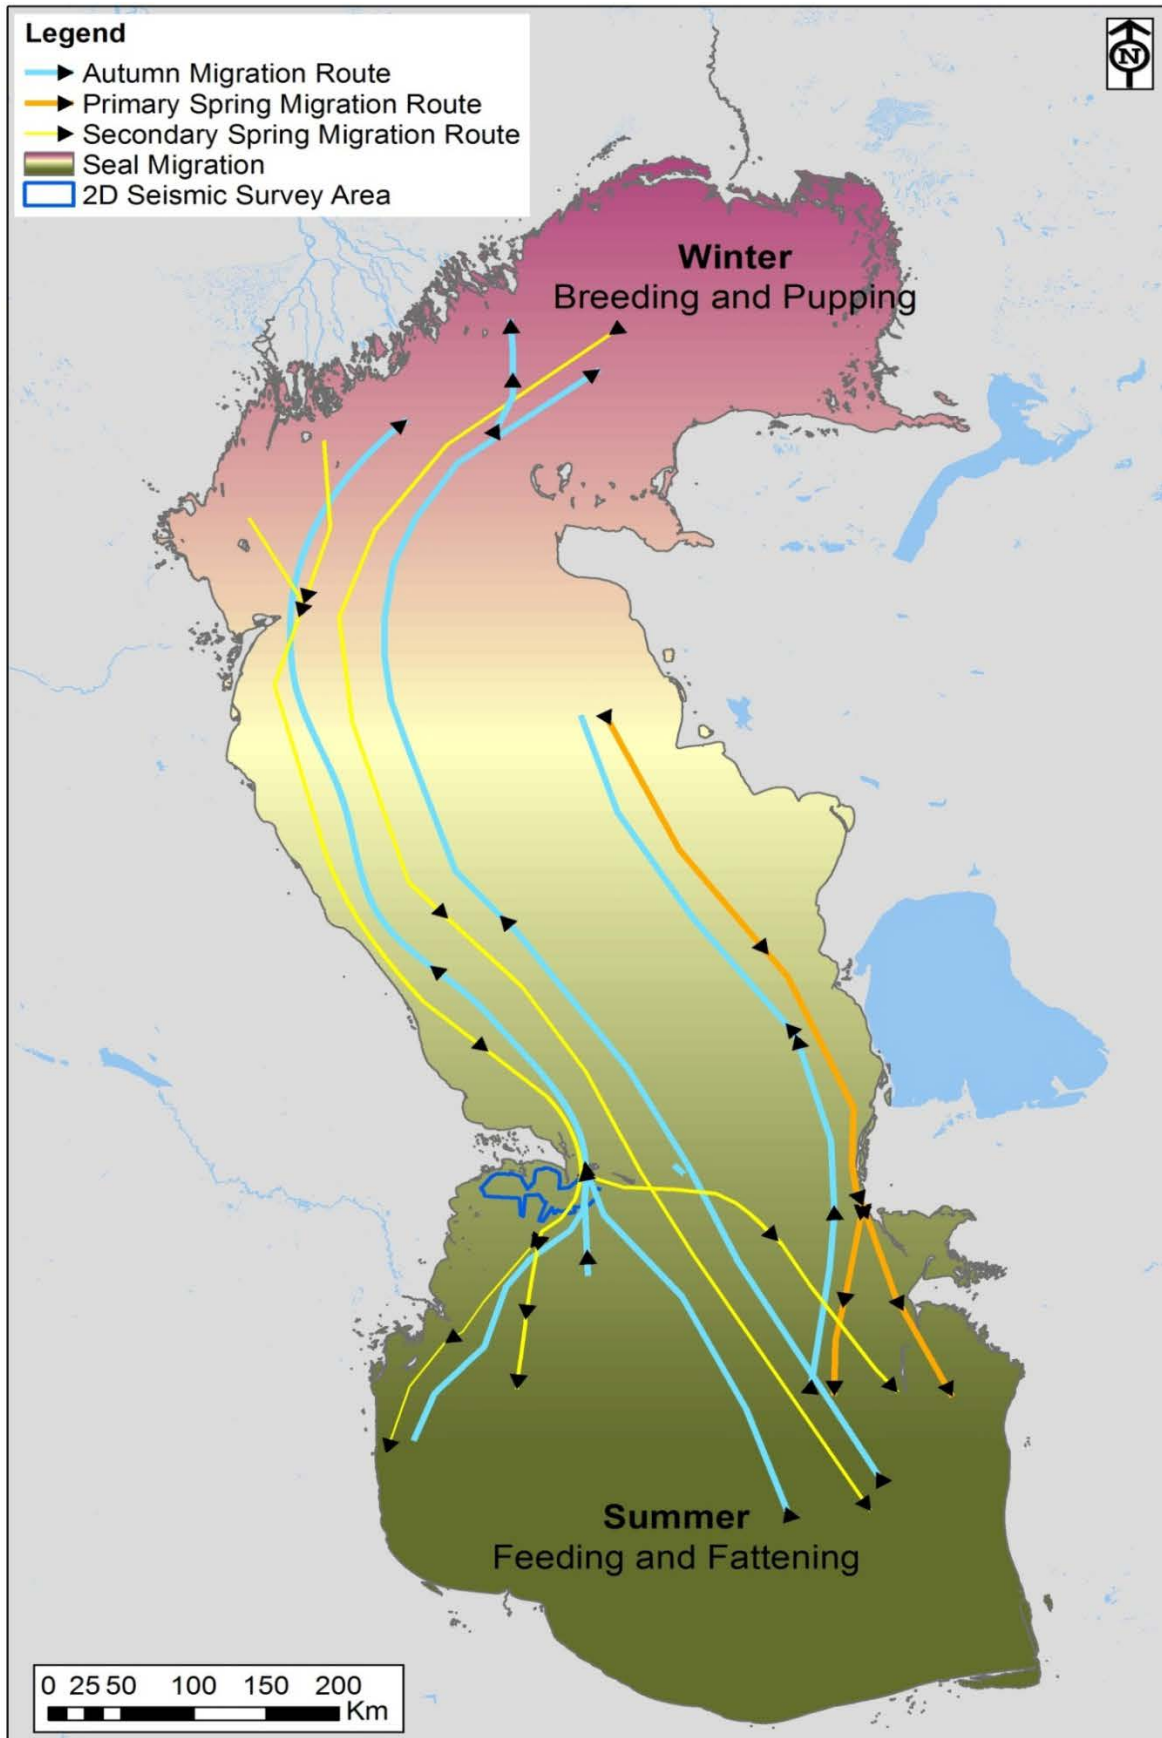 Legend
Autumn Migration Route
Primary Spring Migration Route
Secondary Spring Migration Route
Seal Migration
2D Seismic Survey Area
N
Winter
Breeding and Pupping
Summer
Feeding and Fattening
0 25 50 100 150 200
Km